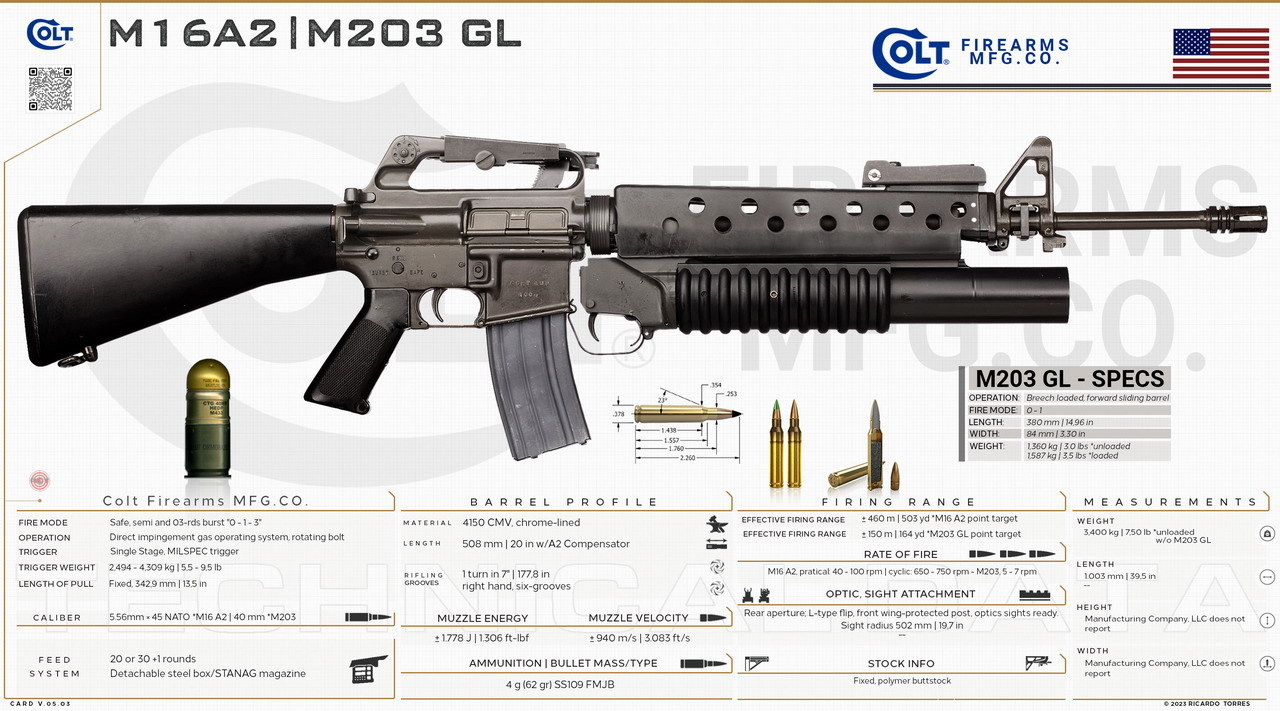 COLT
M16A2|M203 GL
COLT FIREARMS
MFG.CO.
FIREARMS
MFG.CO.
.354
.253
23°
.378
1.438
1.557
1.760
2.260
M203 GL - SPECS
OPERATION: Breech loaded, forward sliding barrel
FIRE MODE: 0 - 1
LENGTH: 380 mm | 14,96 in
WIDTH: 84 mm | 3,30 in
WEIGHT: 1.360 kg | 3.0 lbs *unloaded
1.587 kg | 3.5 lbs *loaded
Colt Firearms MFG.CO.
FIRE MODE Safe, semi and 03-rds burst "0 - 1 - 3"
OPERATION Direct impingement gas operating system, rotating bolt
TRIGGER Single Stage, MILSPEC trigger
TRIGGER WEIGHT 2,494 - 4.309 kg | 5.5 - 9,5 lb
LENGTH OF PULL Fixed, 342,9 mm | 13,5 in
CALIBER 5.56mm × 45 NATO *M16 A2 | 40 mm *M203
FEED
SYSTEM
20 or 30 +1 rounds
Detachable steel box/STANAG magazine
BARREL PROFILE
MATERIAL 4150 CMV, chrome-lined
LENGTH 508 mm | 20 in w/A2 Compensator
RIFLING
GROOVES
1 turn in 7" | 177,8 in
right hand, six-grooves
MUZZLE ENERGY MUZZLE VELOCITY
± 1.778 J | 1.306 ft-lbf ± 940 m/s | 3.083 ft/s
AMMUNITION | BULLET MASS/TYPE
4 g (62 gr) SS109 FMJB
FIRING RANGE
EFFECTIVE FIRING RANGE ± 460 m | 503 yd *M16 A2 point target
EFFECTIVE FIRING RANGE ± 150 m | 164 yd *M203 GL point target
RATE OF FIRE
M16 A2, pratical: 40 - 100 rpm | cyclic: 650 - 750 rpm - M203, 5 - 7 rpm
OPTIC, SIGHT ATTACHMENT
Rear aperture; L-type flip, front wing-protected post, optics sights ready.
Sight radius 502 mm | 19,7 in
--
STOCK INFO
Fixed, polymer buttstock
MEASUREMENTS
WEIGHT
3,400 kg | 7,50 lb *unloaded
w/o M203 GL
LENGTH
1.003 mm | 39,5 in
--
HEIGHT
Manufacturing Company, LLC does not
report
WIDTH
Manufacturing Company, LLC does not
report
TECHNICAL DATA
CARD V.05.03
© 2023 RICARDO TORRES